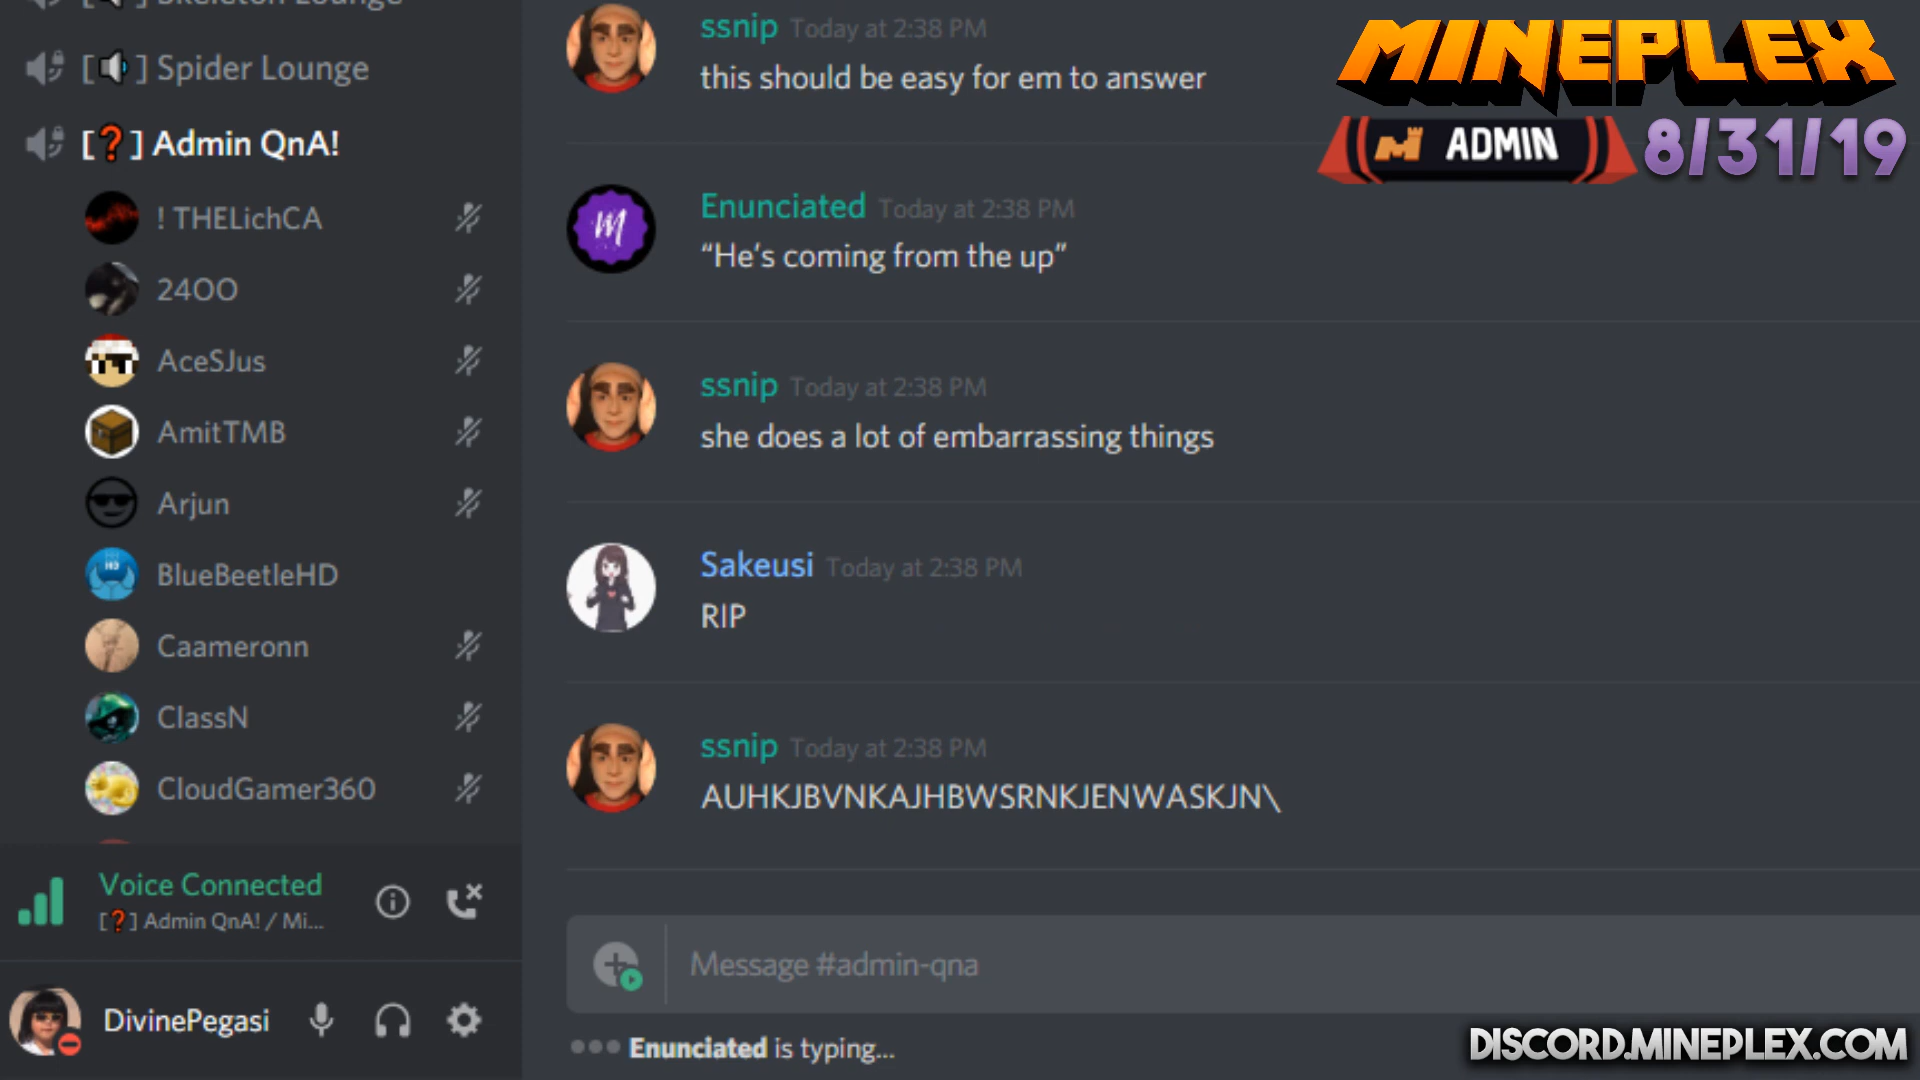 Skeleton Lounge
[ ] Spider Lounge
[❓] Admin QnA!
! THELichCA
24OO
AceSJus
AmitTMB
Arjun
BlueBeetleHD
Caameronn
ClassN
CloudGamer360
Voice Connected
[❓] Admin QnA! / Mi...
DivinePegasi
ssnip Today at 2:38 PM
this should be easy for em to answer
Enunciated Today at 2:38 PM
“He’s coming from the up”
ssnip Today at 2:38 PM
she does a lot of embarrassing things
Sakeusi Today at 2:38 PM
RIP
ssnip Today at 2:38 PM
AUHKJBVNKAJHBWSRNKJENWASKJN\
Message #admin-qna
Enunciated is typing...
MINEPLEX
ADMIN 8/31/19
DISCORD.MINEPLEX.COM